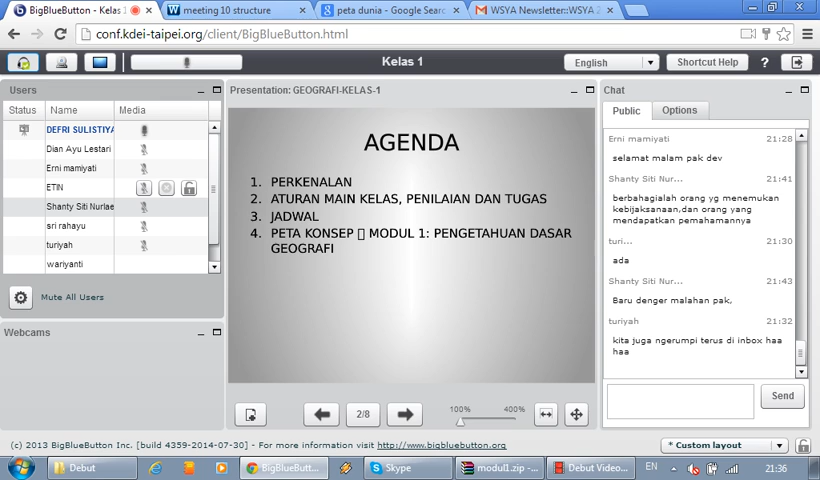 BigBlueButton - Kelas 1
meeting 10 structure
peta dunia - Google Searc
WSYA Newsletter::WSYA 2
conf.kdei-taipei.org/client/BigBlueButton.html
Kelas 1
English
Shortcut Help
?
Users
Status Name Media
DEFRI SULISTIYA
Dian Ayu Lestari
Erni mamiyati
ETIN
Shanty Siti Nurlae
sri rahayu
turiyah
wariyanti
Mute All Users
Webcams
Presentation: GEOGRAFI-KELAS-1
AGENDA
1. PERKENALAN
2. ATURAN MAIN KELAS, PENILAIAN DAN TUGAS
3. JADWAL
4. PETA KONSEP ▯ MODUL 1: PENGETAHUAN DASAR
GEOGRAFI
2/8
100% 400%
Chat
Public Options
Erni mamiyati 21:28
selamat malam pak dev
Shanty Siti Nur... 21:41
berbahagialah orang yg menemukan
kebijaksanaan,dan orang yang
mendapatkan pemahamannya
turi... 21:30
ada
Shanty Siti Nur... 21:43
Baru denger malahan pak,
turiyah 21:32
kita juga ngerumpi terus di inbox haa
haa
Send
(c) 2013 BigBlueButton Inc. [build 4359-2014-07-30] - For more information visit http://www.bigbluebutton.org
* Custom layout
Debut
BigBlueButton - ...
Skype
modul1.zip -...
Debut Video...
EN
21:36